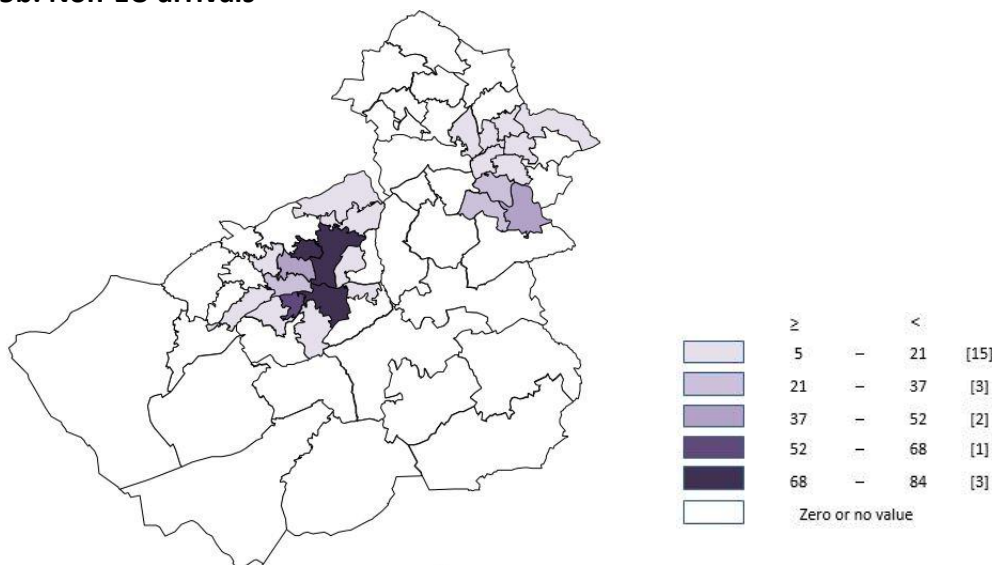 Non-EU arrivals
≥ <
5 – 21 [15]
21 – 37 [3]
37 – 52 [2]
52 – 68 [1]
68 – 84 [3]
Zero or no value